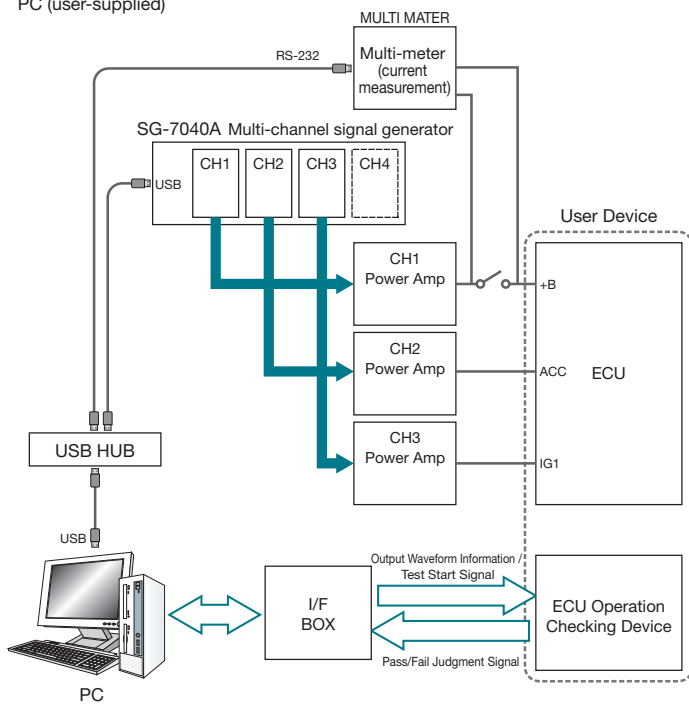 PC (user-supplied)
MULTI MATER
RS-232
Multi-meter
(current
measurement)
SG-7040A Multi-channel signal generator
USB
CH1
CH2
CH3
CH4
User Device
CH1
Power Amp
+B
CH2
Power Amp
ACC
ECU
CH3
Power Amp
IG1
USB HUB
USB
Output Waveform Information /
Test Start Signal
I/F
BOX
ECU Operation
Checking Device
Pass/Fail Judgment Signal
PC